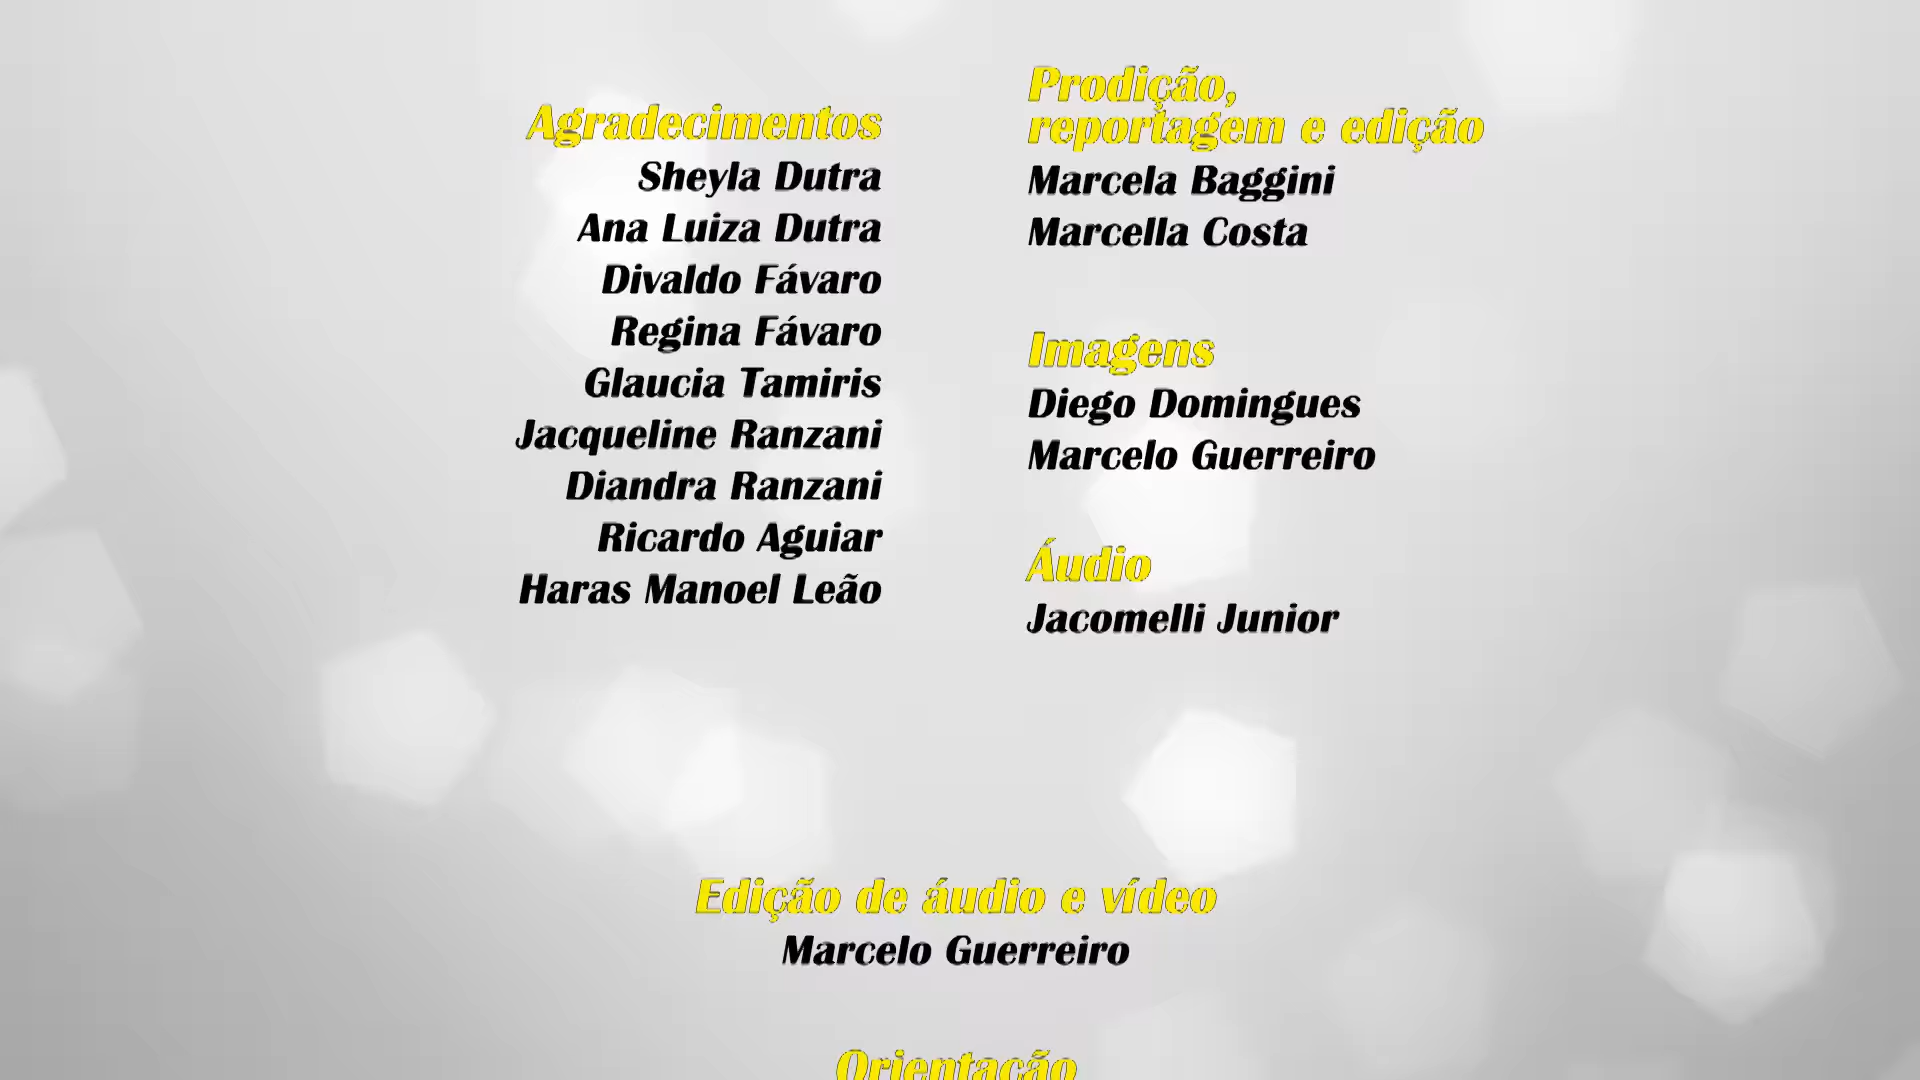 Agradecimentos
Sheyla Dutra
Ana Luiza Dutra
Divaldo Fávaro
Regina Fávaro
Glaucia Tamiris
Jacqueline Ranzani
Diandra Ranzani
Ricardo Aguiar
Haras Manoel Leão
Prodição,
reportagem e edição
Marcela Baggini
Marcella Costa
Imagens
Diego Domingues
Marcelo Guerreiro
Áudio
Jacomelli Junior
Edição de áudio e vídeo
Marcelo Guerreiro
Orientação